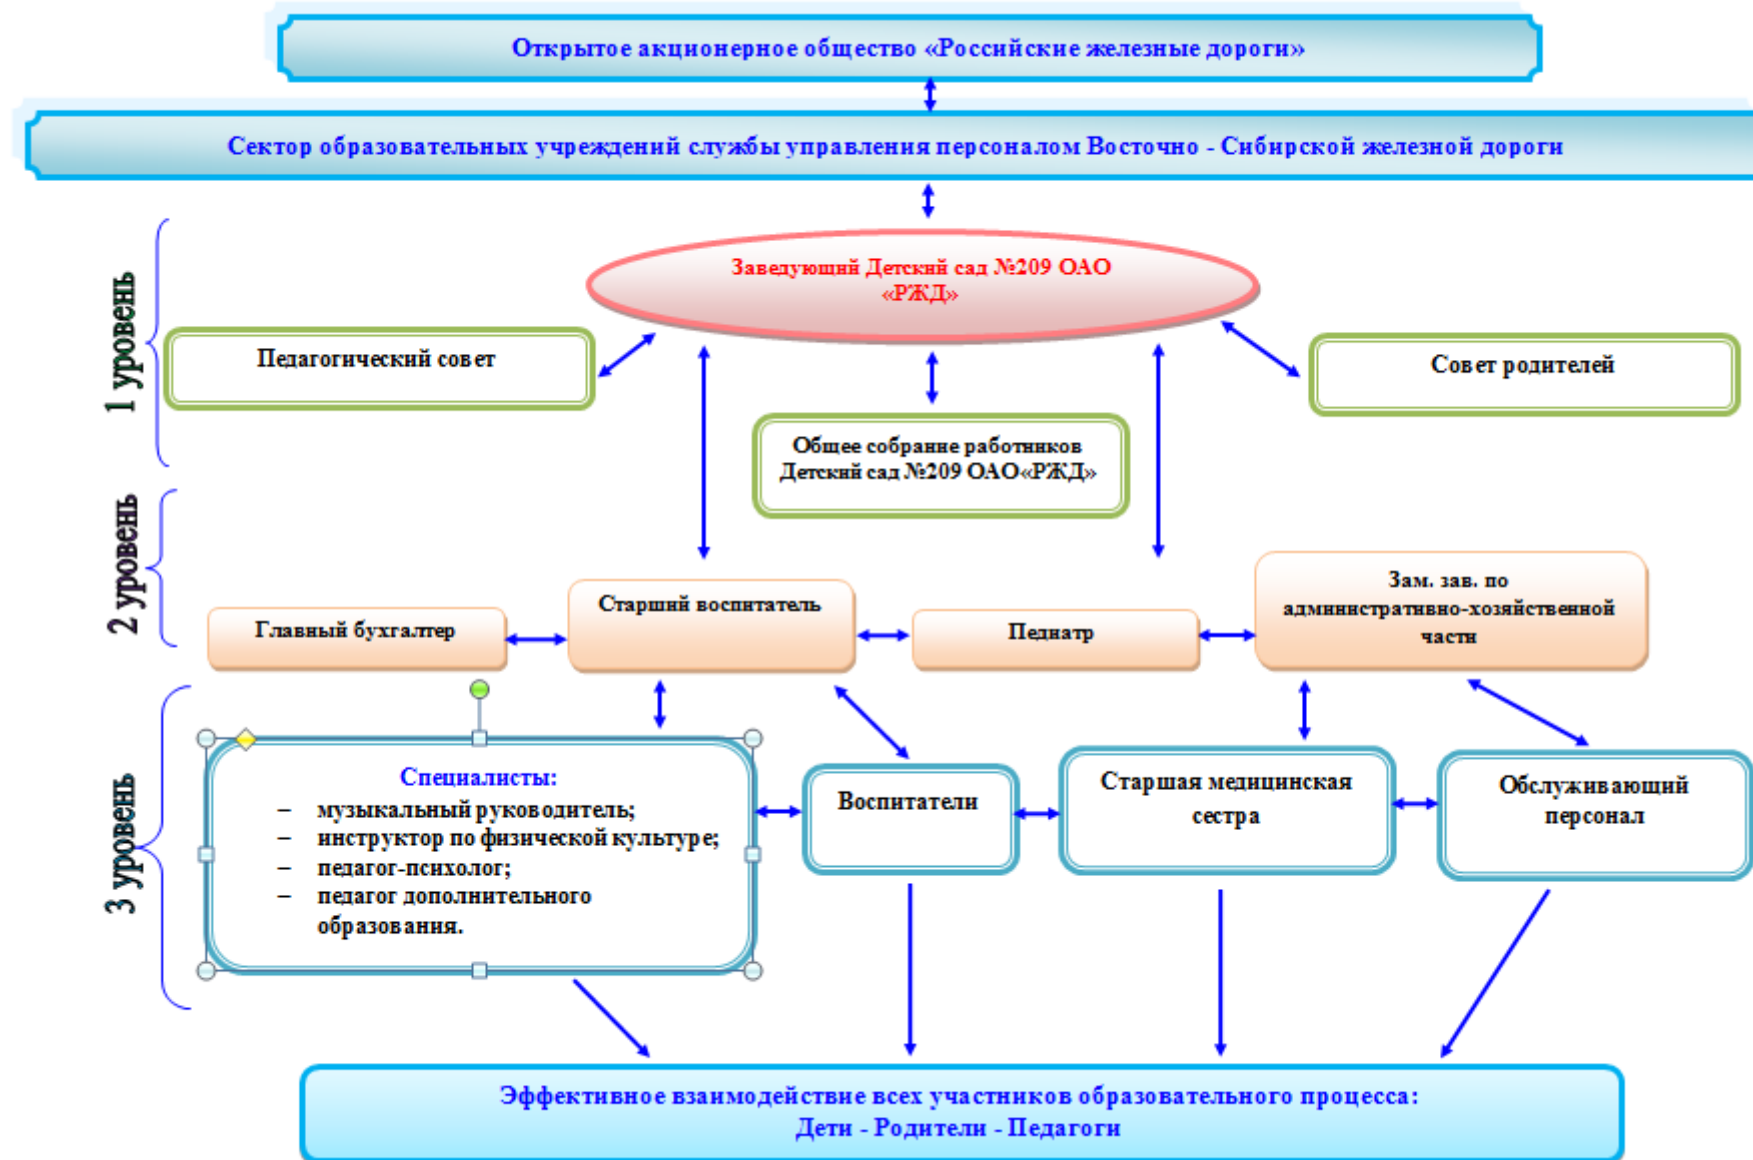 Открытое акционерное общество «Российские железные дороги»
Сектор образовательных учреждений службы управления персоналом Восточно - Сибирской железной дороги
1 уровень
Заведующий Детский сад №209 ОАО
«РЖД»
Педагогический совет
Совет родителей
Общее собрание работников
Детский сад №209 ОАО«РЖД»
2 уровень
Главный бухгалтер
Старший воспитатель
Педиатр
Зам. зав. по
административно-хозяйственной
части
3 уровень
Специалисты:
– музыкальный руководитель;
– инструктор по физической культуре;
– педагог-психолог;
– педагог дополнительного
образования.
Воспитатели
Старшая медицинская
сестра
Обслуживающий
персонал
Эффективное взаимодействие всех участников образовательного процесса:
Дети - Родители - Педагоги